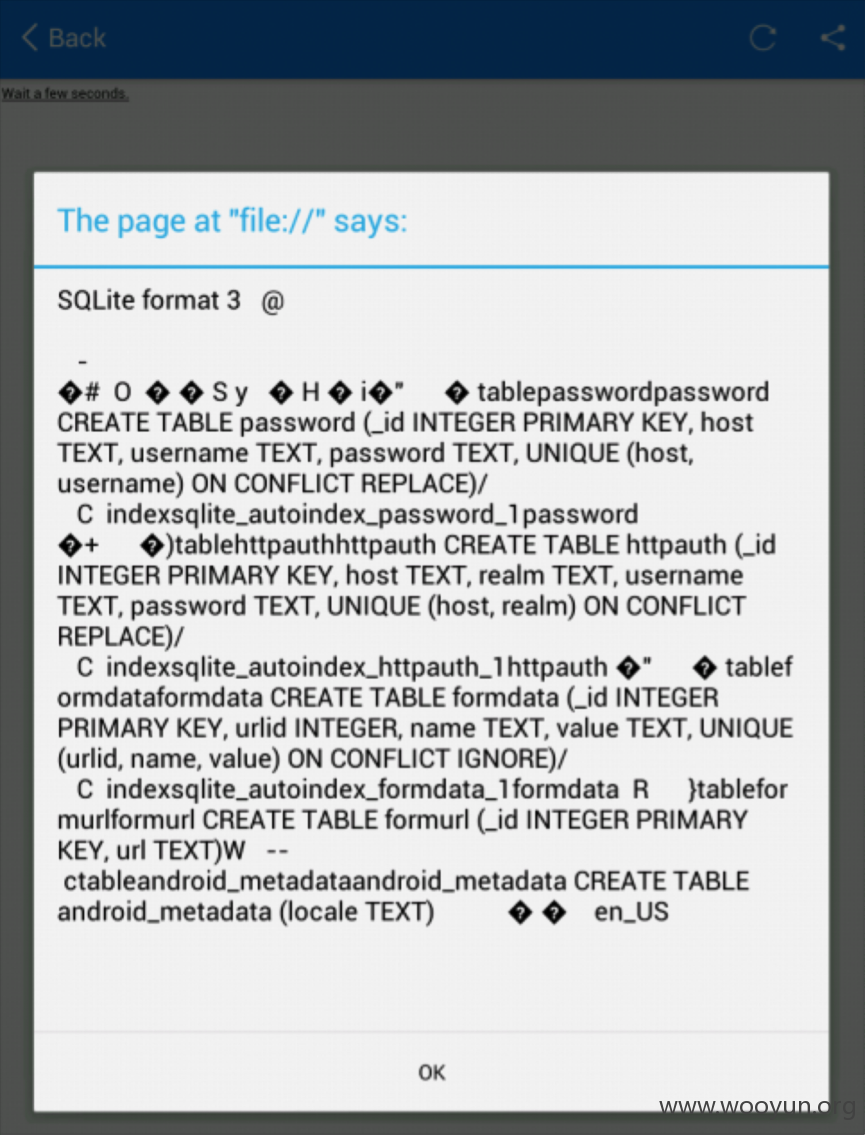 Back
Wait a few seconds.
The page at "file://" says:
SQLite format 3 @
-
�# O � � S y � H � i�" � tablepasswordpassword
CREATE TABLE password (_id INTEGER PRIMARY KEY, host
TEXT, username TEXT, password TEXT, UNIQUE (host,
username) ON CONFLICT REPLACE)/
C indexsqlite_autoindex_password_1password
�+ �)tablehttpauthhttpauth CREATE TABLE httpauth (_id
INTEGER PRIMARY KEY, host TEXT, realm TEXT, username
TEXT, password TEXT, UNIQUE (host, realm) ON CONFLICT
REPLACE)/
C indexsqlite_autoindex_httpauth_1httpauth �" � tablef
ormdataformdata CREATE TABLE formdata (_id INTEGER
PRIMARY KEY, urlid INTEGER, name TEXT, value TEXT, UNIQUE
(urlid, name, value) ON CONFLICT IGNORE)/
C indexsqlite_autoindex_formdata_1formdata R }tablefor
murlformurl CREATE TABLE formurl (_id INTEGER PRIMARY
KEY, url TEXT)W --
ctableandroid_metadataandroid_metadata CREATE TABLE
android_metadata (locale TEXT) � � en_US
OK
www.wooyun.org